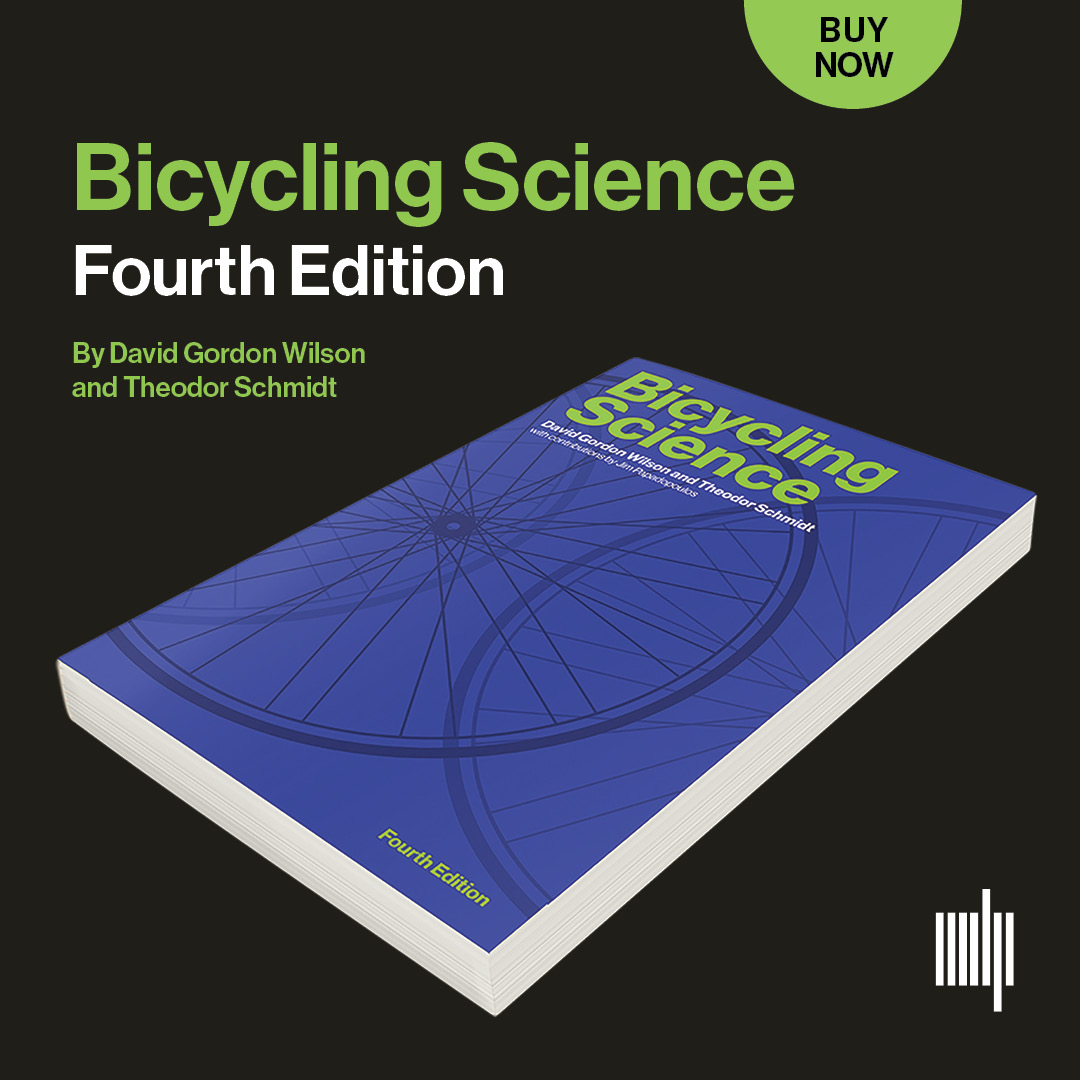 BUY
NOW
Bicycling Science
Fourth Edition
By David Gordon Wilson
and Theodor Schmidt
Bicycling
Science
David Gordon Wilson and Theodor Schmidt
with contributions by Jim Papadopoulos
Fourth Edition